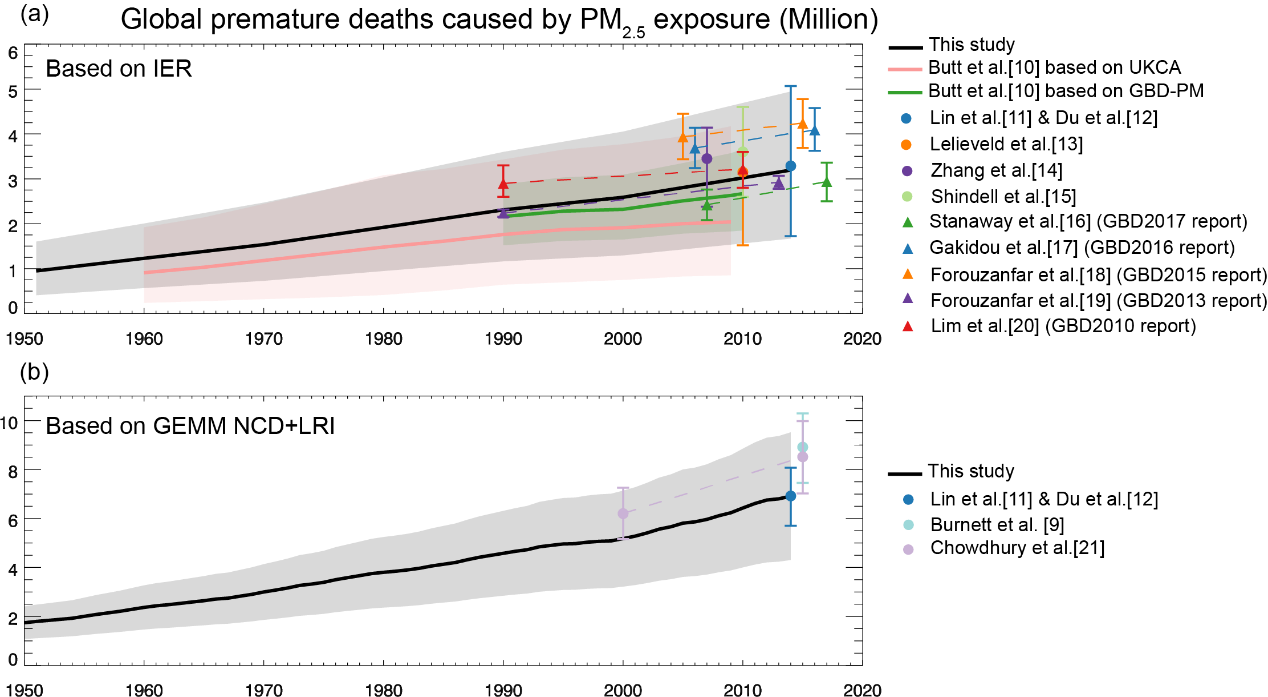 (a)
Global premature deaths caused by PM2.5 exposure (Million)
Based on IER
6
5
4
3
2
1
0
1950 1960 1970 1980 1990 2000 2010 2020
This study
Butt et al.[10] based on UKCA
Butt et al.[10] based on GBD-PM
Lin et al.[11] & Du et al.[12]
Lelieveld et al.[13]
Zhang et al.[14]
Shindell et al.[15]
Stanaway et al.[16] (GBD2017 report)
Gakidou et al.[17] (GBD2016 report)
Forouzanfar et al.[18] (GBD2015 report)
Forouzanfar et al.[19] (GBD2013 report)
Lim et al.[20] (GBD2010 report)
(b)
Based on GEMM NCD+LRI
10
8
6
4
2
0
1950 1960 1970 1980 1990 2000 2010 2020
This study
Lin et al.[11] & Du et al.[12]
Burnett et al. [9]
Chowdhury et al.[21]